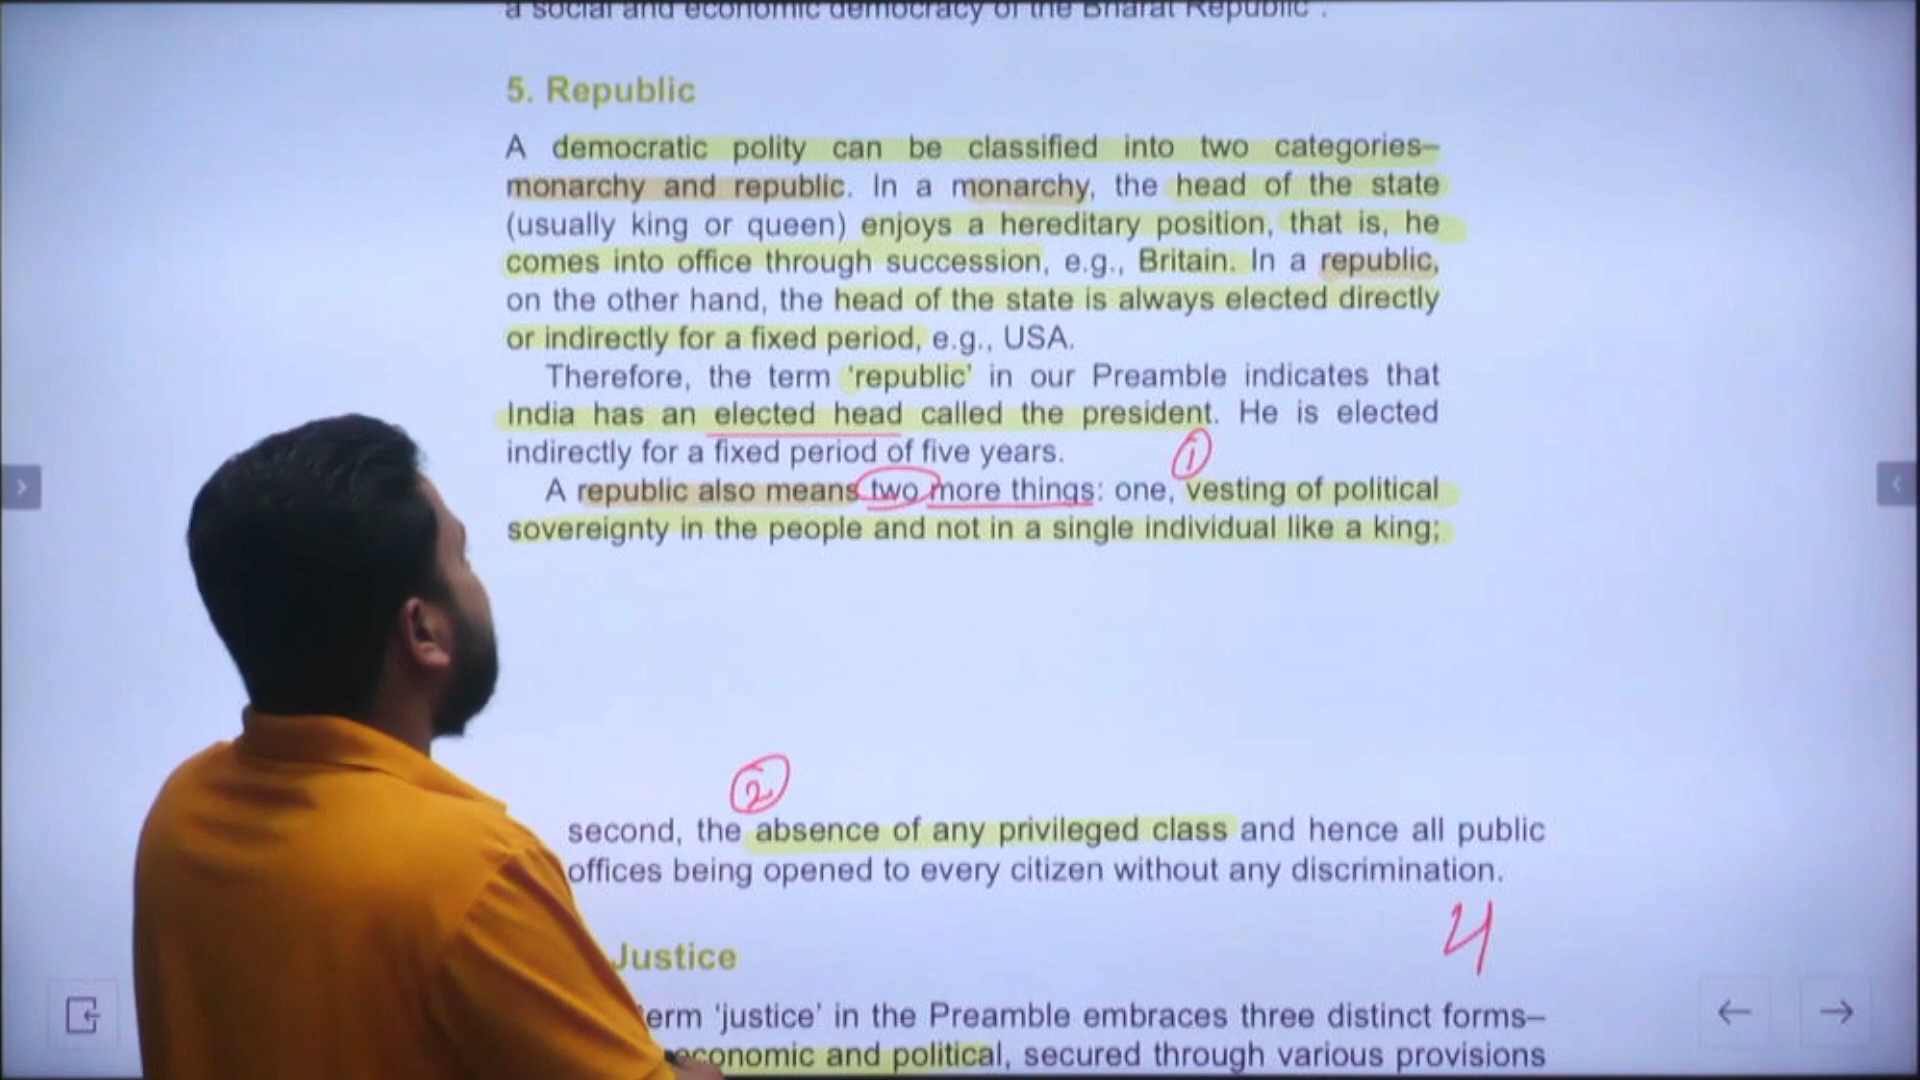 a social and economic democracy of the Bharat Republic'.
5. Republic
A democratic polity can be classified into two categories–
monarchy and republic. In a monarchy, the head of the state
(usually king or queen) enjoys a hereditary position, that is, he
comes into office through succession, e.g., Britain. In a republic,
on the other hand, the head of the state is always elected directly
or indirectly for a fixed period, e.g., USA.
Therefore, the term ‘republic’ in our Preamble indicates that
India has an elected head called the president. He is elected
indirectly for a fixed period of five years.
1
A republic also means two more things: one, vesting of political
sovereignty in the people and not in a single individual like a king;
2
second, the absence of any privileged class and hence all public
offices being opened to every citizen without any discrimination.
4
Justice
term ‘justice’ in the Preamble embraces three distinct forms–
economic and political, secured through various provisions